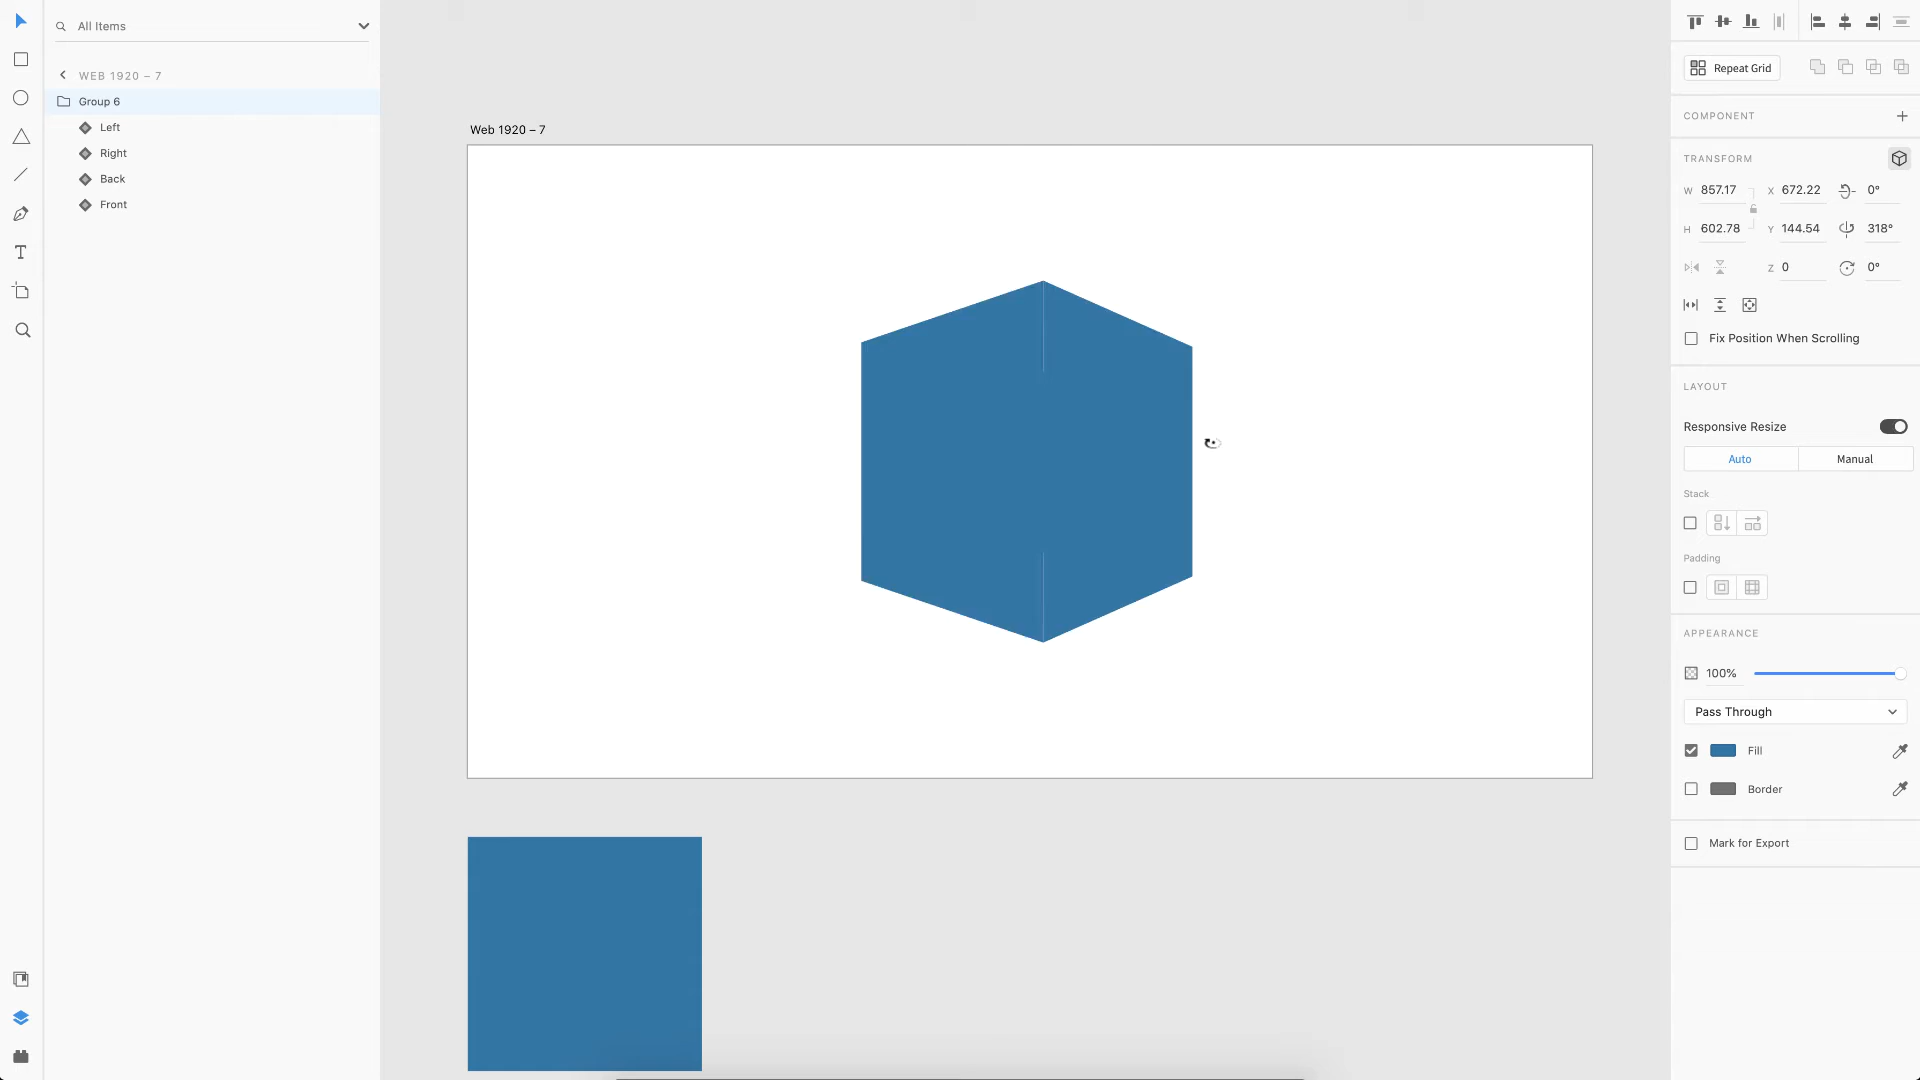 All Items
WEB 1920 – 7
Group 6
Left
Right
Back
Front
Web 1920 – 7
Repeat Grid
COMPONENT
TRANSFORM
W 857.17 X 672.22 0°
H 602.78 Y 144.54 318°
Z 0 0°
Fix Position When Scrolling
LAYOUT
Responsive Resize
Auto Manual
Stack
Padding
APPEARANCE
100%
Pass Through
Fill
Border
Mark for Export